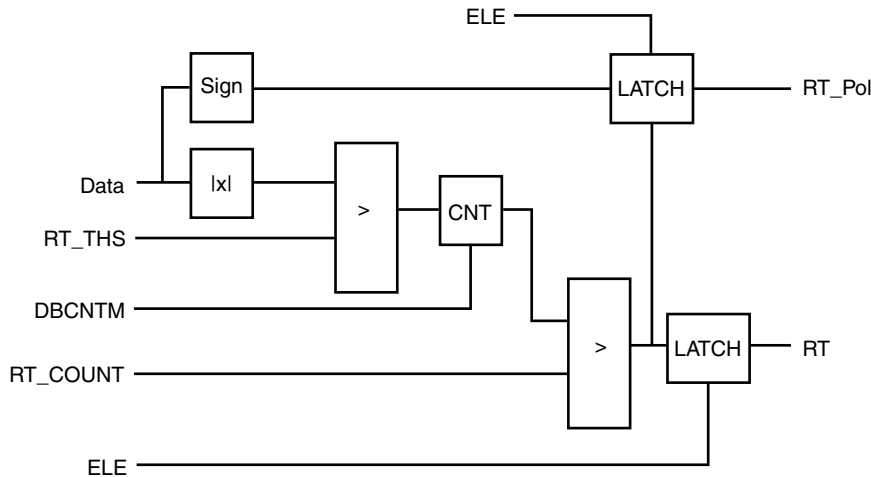 ELE
Sign
LATCH
RT_Pol
Data
|x|
>
CNT
RT_THS
DBCNTM
>
LATCH
RT
RT_COUNT
ELE